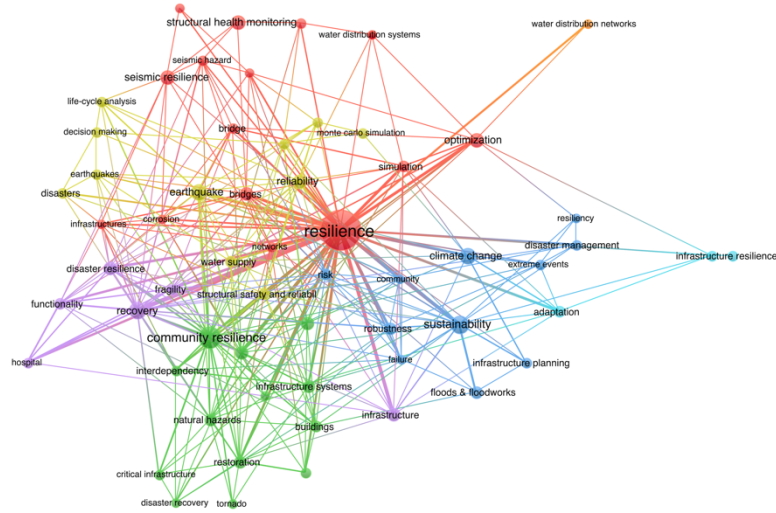 structural health monitoring
water distribution networks
water distribution systems
seismic hazard
seismic resilience
life-cycle analysis
bridge
decision making
monte carlo simulation
optimization
simulation
earthquakes
reliability
disasters
earthquake
bridges
resiliency
infrastructures
corrosion
resilience
networks
disaster management
climate change
infrastructure resilience
water supply
disaster resilience
extreme events
risk
community
fragility
structural safety and reliabil
functionality
recovery
adaptation
sustainability
robustness
community resilience
failure
hospital
infrastructure planning
interdependency
infrastructure systems
floods & floodworks
natural hazards
infrastructure
buildings
restoration
critical infrastructure
disaster recovery
tornado